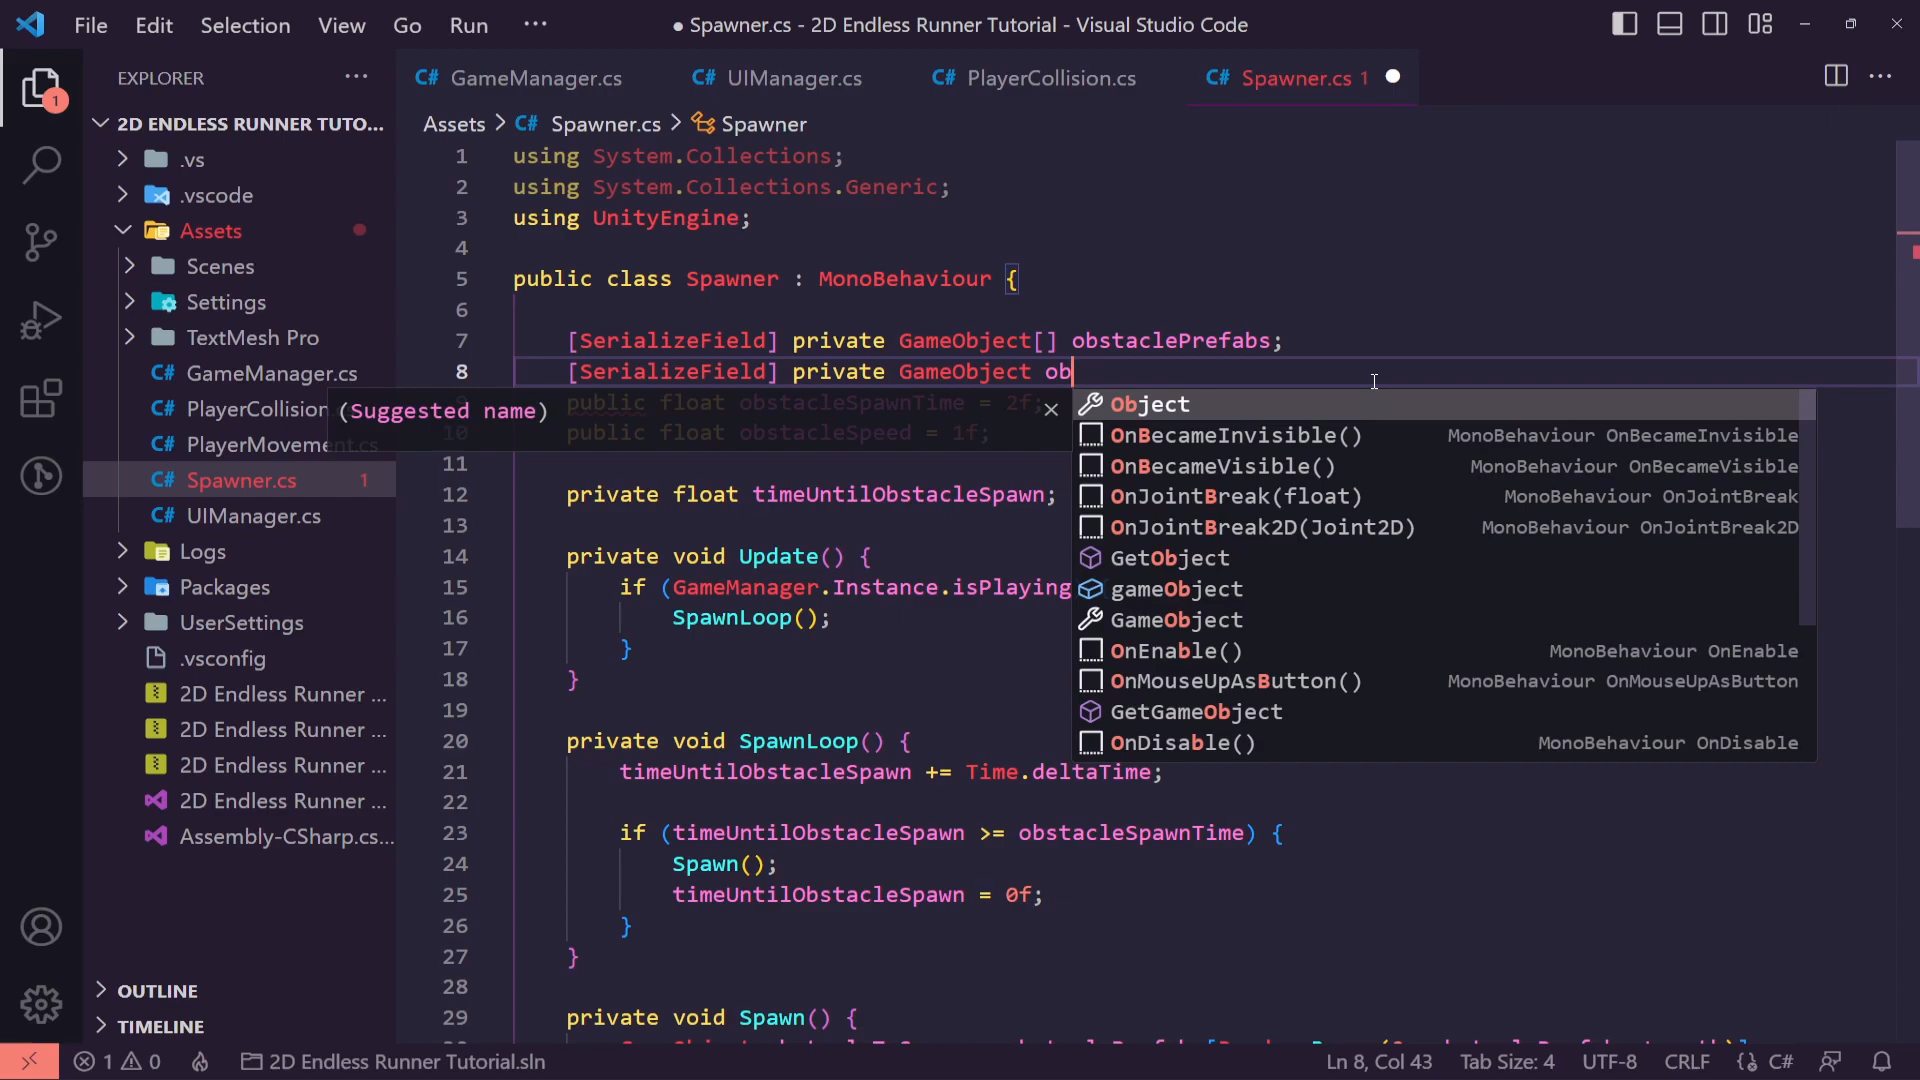 File Edit Selection View Go Run ···
● Spawner.cs - 2D Endless Runner Tutorial - Visual Studio Code
EXPLORER ···
1
2D ENDLESS RUNNER TUTO...
.vs
.vscode
Assets
Scenes
Settings
TextMesh Pro
C# GameManager.cs
C# PlayerCollision
C# PlayerMovement.cs
C# Spawner.cs 1
C# UIManager.cs
Logs
Packages
UserSettings
.vsconfig
2D Endless Runner ...
2D Endless Runner ...
2D Endless Runner ...
2D Endless Runner ...
Assembly-CSharp.cs...
OUTLINE
TIMELINE
C# GameManager.cs C# UIManager.cs C# PlayerCollision.cs C# Spawner.cs 1 ●
Assets > C# Spawner.cs > Spawner
1 using System.Collections;
2 using System.Collections.Generic;
3 using UnityEngine;
4
5 public class Spawner : MonoBehaviour {
6
7 [SerializeField] private GameObject[] obstaclePrefabs;
8 [SerializeField] private GameObject ob
9 public float obstacleSpawnTime = 2f;
10 public float obstacleSpeed = 1f;
11
12 private float timeUntilObstacleSpawn;
13
14 private void Update() {
15 if (GameManager.Instance.isPlaying
16 SpawnLoop();
17 }
18 }
19
20 private void SpawnLoop() {
21 timeUntilObstacleSpawn += Time.deltaTime;
22
23 if (timeUntilObstacleSpawn >= obstacleSpawnTime) {
24 Spawn();
25 timeUntilObstacleSpawn = 0f;
26 }
27 }
28
29 private void Spawn() {
(Suggested name)
Object
OnBecameInvisible() MonoBehaviour OnBecameInvisible
OnBecameVisible() MonoBehaviour OnBecameVisible
OnJointBreak(float) MonoBehaviour OnJointBreak
OnJointBreak2D(Joint2D) MonoBehaviour OnJointBreak2D
GetObject
gameObject
GameObject
OnEnable() MonoBehaviour OnEnable
OnMouseUpAsButton() MonoBehaviour OnMouseUpAsButton
GetGameObject
OnDisable() MonoBehaviour OnDisable
1 0 2D Endless Runner Tutorial.sln
Ln 8, Col 43 Tab Size: 4 UTF-8 CRLF C#